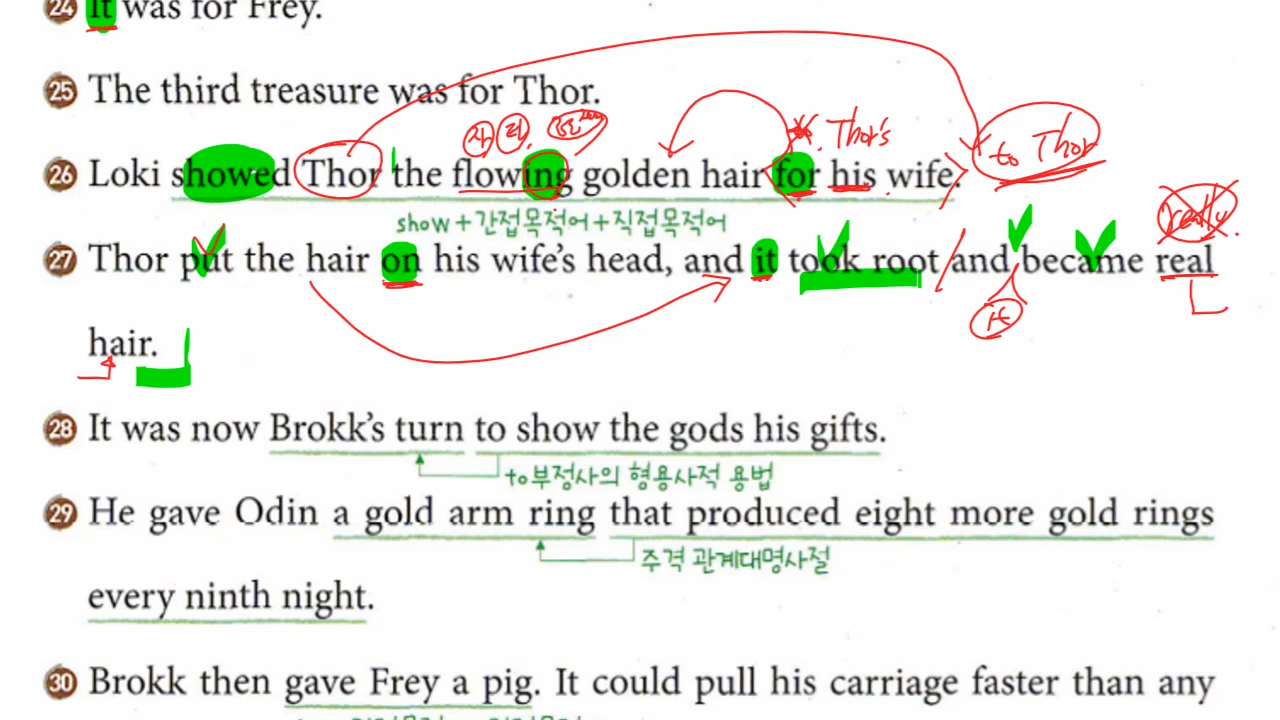 24 It was for Frey.
25 The third treasure was for Thor.
자 타 Thor's
26 Loki showed Thor the flowing golden hair for his wife. to Thor
show + 간접목적어 + 직접목적어
really
27 Thor put the hair on his wife's head, and it took root and became real
it
hair.
28 It was now Brokk's turn to show the gods his gifts.
to부정사의 형용사적 용법
29 He gave Odin a gold arm ring that produced eight more gold rings
주격 관계대명사절
every ninth night.
30 Brokk then gave Frey a pig. It could pull his carriage faster than any